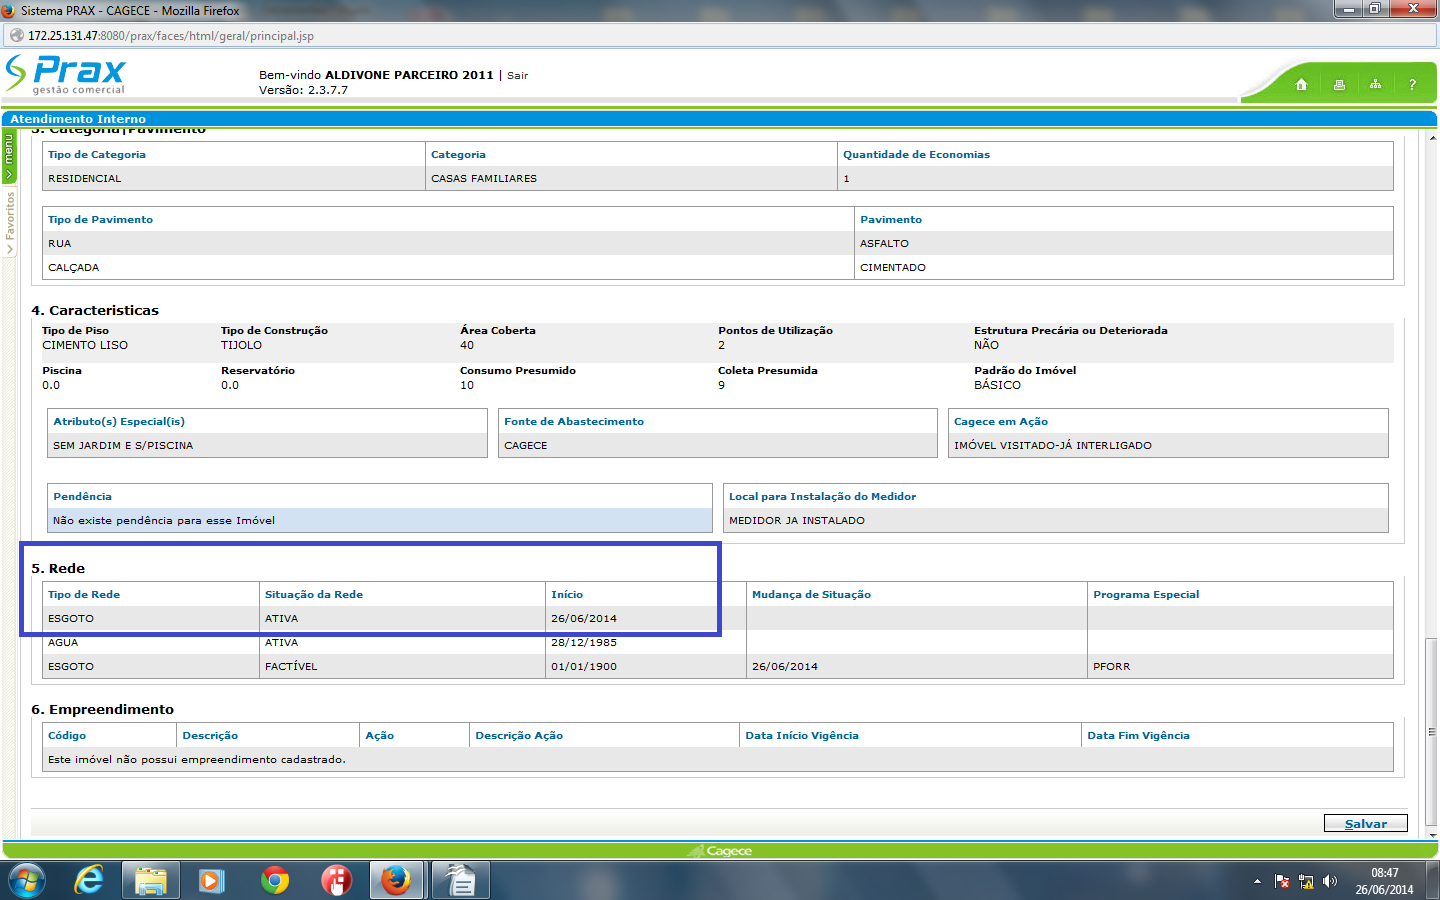 Sistema PRAX - CAGECE - Mozilla Firefox
172.25.131.47:8080/prax/faces/html/geral/principal.jsp
Prax
gestão comercial
Bem-vindo ALDIVONE PARCEIRO 2011 | Sair
Versão: 2.3.7.7
?
Atendimento Interno
menu
Favoritos
3. Categoria|Pavimento
Tipo de Categoria Categoria Quantidade de Economias
RESIDENCIAL CASAS FAMILIARES 1
Tipo de Pavimento Pavimento
RUA ASFALTO
CALÇADA CIMENTADO
4. Caracteristicas
Tipo de Piso Tipo de Construção Área Coberta Pontos de Utilização Estrutura Precária ou Deteriorada
CIMENTO LISO TIJOLO 40 2 NÃO
Piscina Reservatório Consumo Presumido Coleta Presumida Padrão do Imóvel
0.0 0.0 10 9 BÁSICO
Atributo(s) Especial(is) Fonte de Abastecimento Cagece em Ação
SEM JARDIM E S/PISCINA CAGECE IMÓVEL VISITADO-JÁ INTERLIGADO
Pendência Local para Instalação do Medidor
Não existe pendência para esse Imóvel MEDIDOR JA INSTALADO
5. Rede
Tipo de Rede Situação da Rede Início Mudança de Situação Programa Especial
ESGOTO ATIVA 26/06/2014
AGUA ATIVA 28/12/1985
ESGOTO FACTÍVEL 01/01/1900 26/06/2014 PFORR
6. Empreendimento
Código Descrição Ação Descrição Ação Data Início Vigência Data Fim Vigência
Este imóvel não possui empreendimento cadastrado.
Salvar
Cagece
08:47
26/06/2014